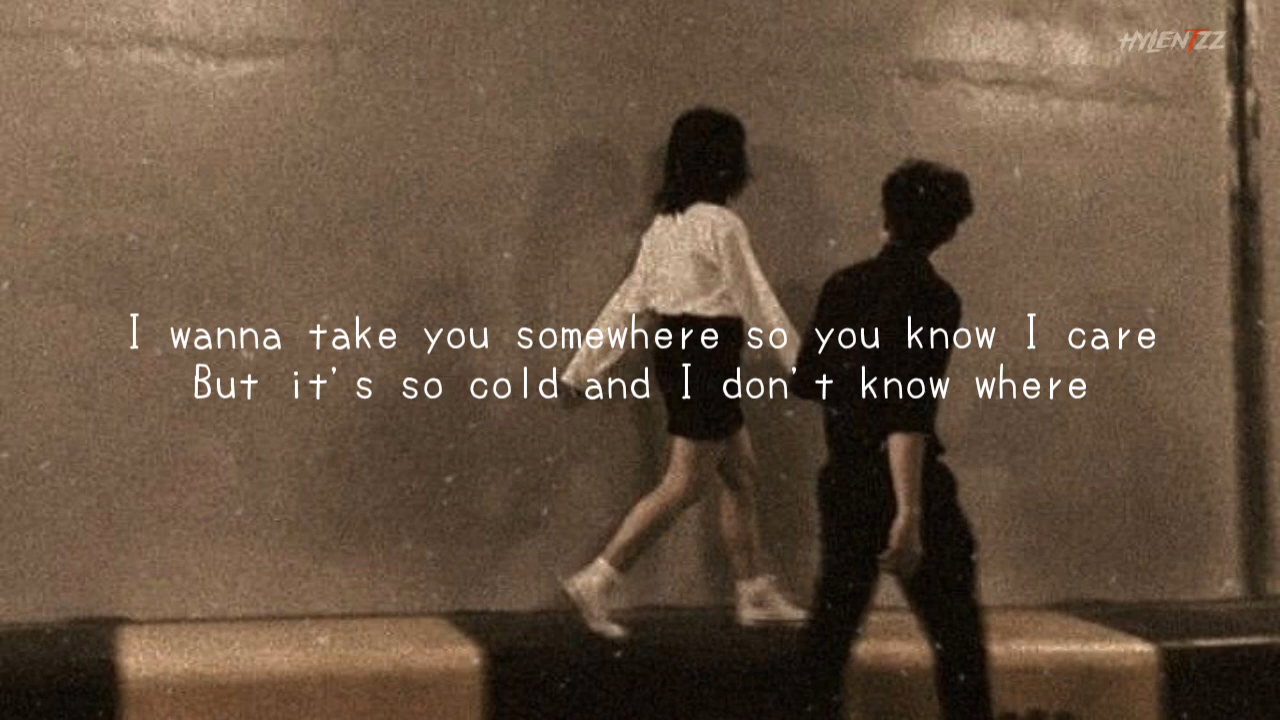 HYLENTZZ
I wanna take you somewhere so you know I care
But it's so cold and I don't know where